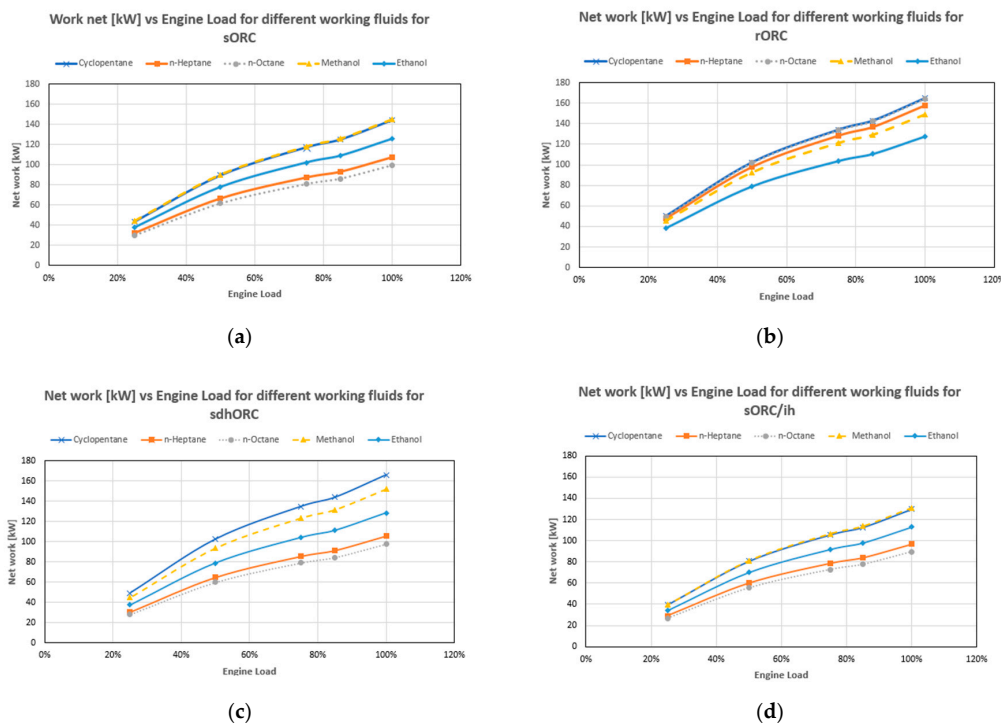 Work net [kW] vs Engine Load for different working fluids for
sORC
Cyclopentane n-Heptane n-Octane Methanol Ethanol
180
160
140
120
100
80
60
40
20
0
Net work [kW]
0% 20% 40% 60% 80% 100% 120%
Engine Load
(a)
Net work [kW] vs Engine Load for different working fluids for
rORC
Cyclopentane n-Heptane n-Octane Methanol Ethanol
180
160
140
120
100
80
60
40
20
0
Net work [kW]
0% 20% 40% 60% 80% 100% 120%
Engine Load
(b)
Net work [kW] vs Engine Load for different working fluids for
sdhORC
Cyclopentane n-Heptane n-Octane Methanol Ethanol
180
160
140
120
100
80
60
40
20
0
Net work [kW]
0% 20% 40% 60% 80% 100% 120%
Engine Load
(c)
Net work [kW] vs Engine Load for different working fluids for
sORC/ih
Cyclopentane n-Heptane n-Octane Methanol Ethanol
180
160
140
120
100
80
60
40
20
0
Net work [kW]
0% 20% 40% 60% 80% 100% 120%
Engine Load
(d)